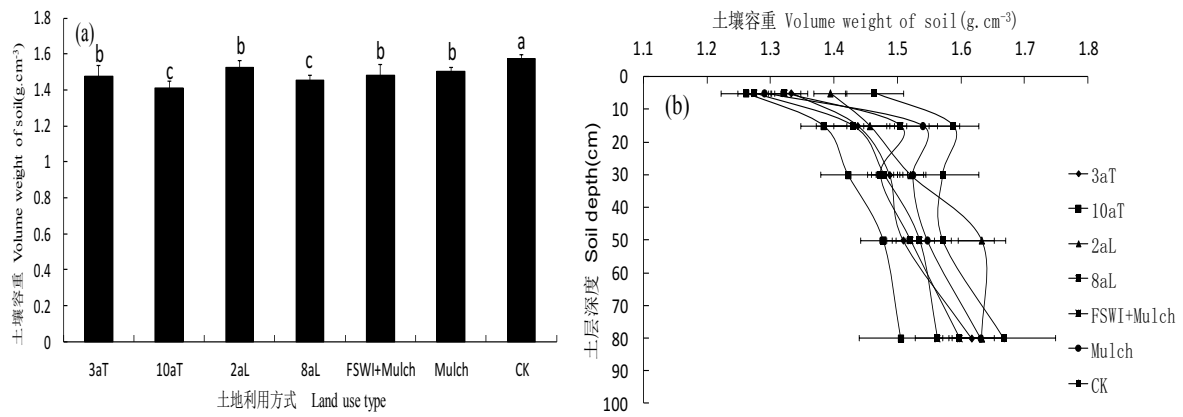 (a)
土壤容重 Volume weight of soil(g.cm⁻³)
1.8
1.6
1.4
1.2
1
0.8
0.6
0.4
0.2
0
b
c
b
c
b
b
a
3aT
10aT
2aL
8aL
FSWI+Mulch
Mulch
CK
土地利用方式 Land use type
土壤容重 Volume weight of soil(g.cm⁻³)
1.1
1.2
1.3
1.4
1.5
1.6
1.7
1.8
(b)
土层深度 Soil depth(cm)
0
10
20
30
40
50
60
70
80
90
100
3aT
10aT
2aL
8aL
FSWI+Mulch
Mulch
CK